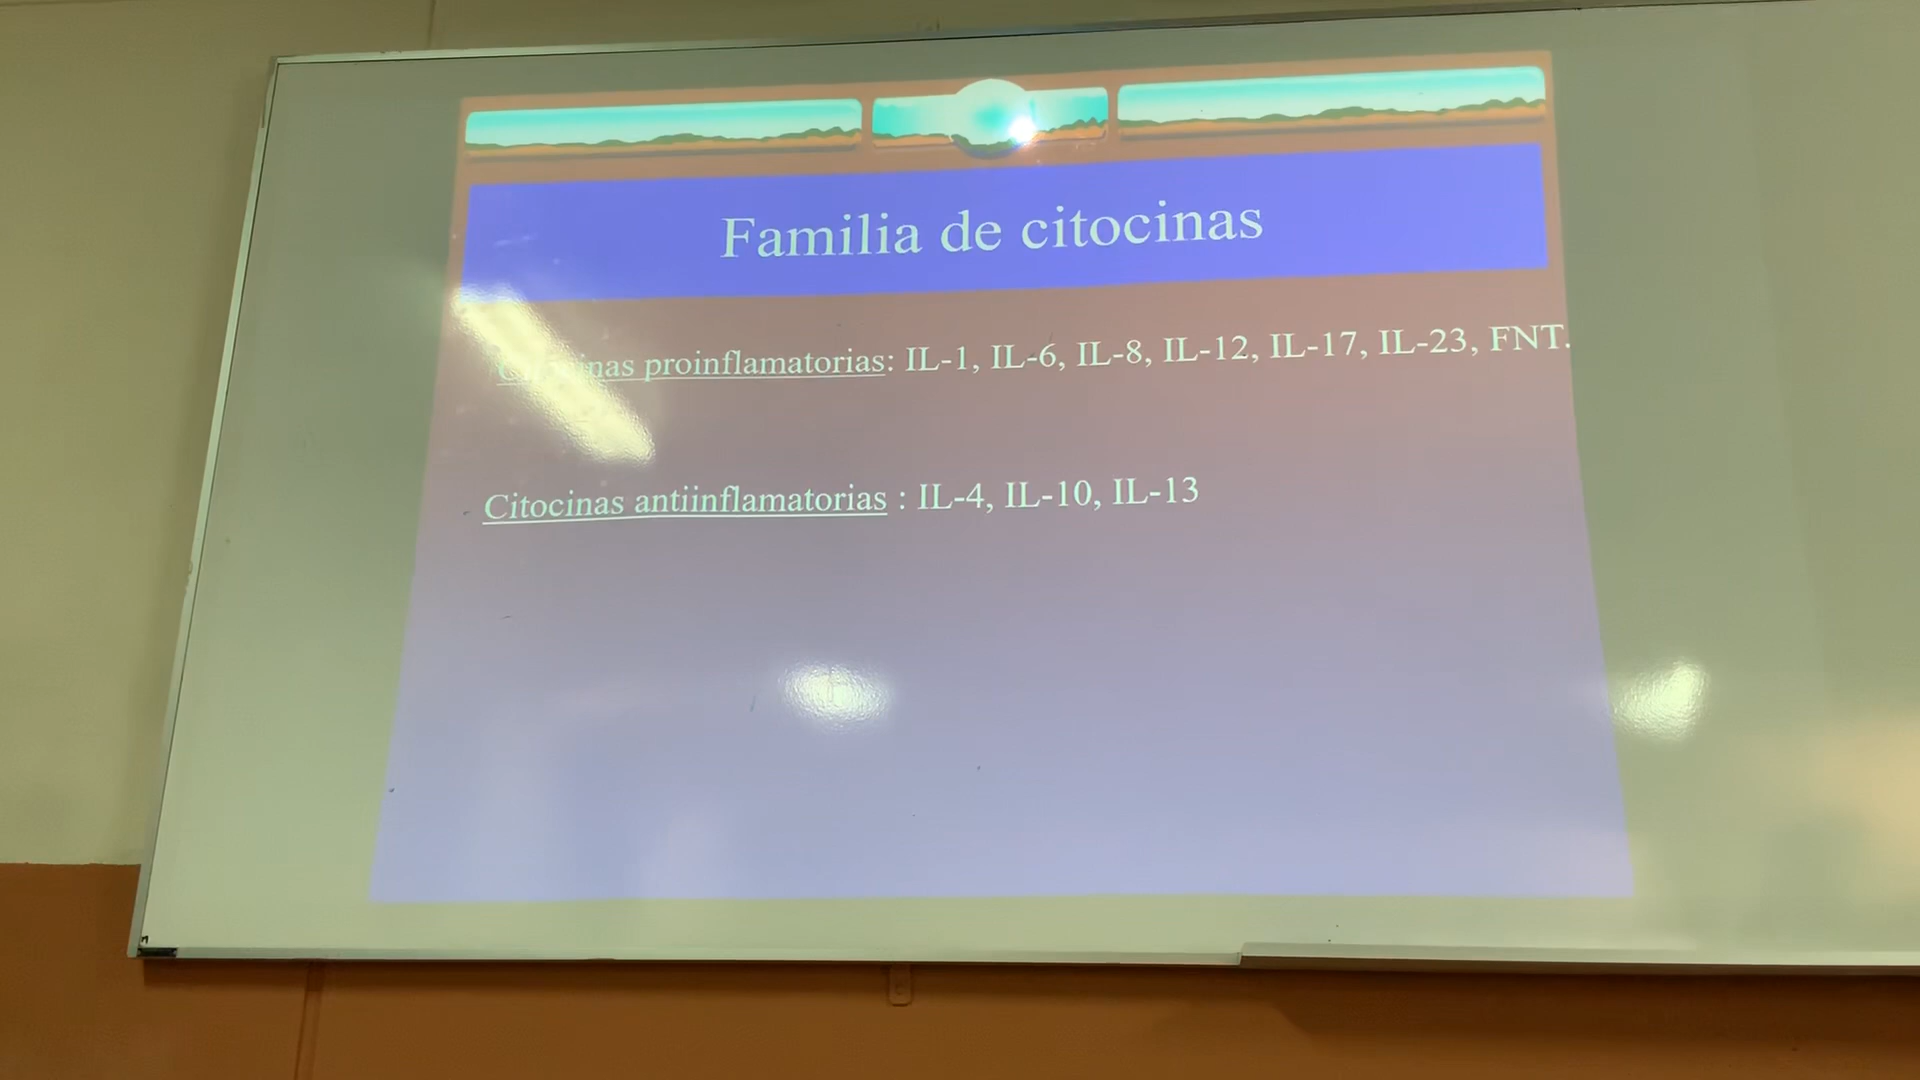 Familia de citocinas
Citocinas proinflamatorias: IL-1, IL-6, IL-8, IL-12, IL-17, IL-23, FNT.
Citocinas antiinflamatorias : IL-4, IL-10, IL-13